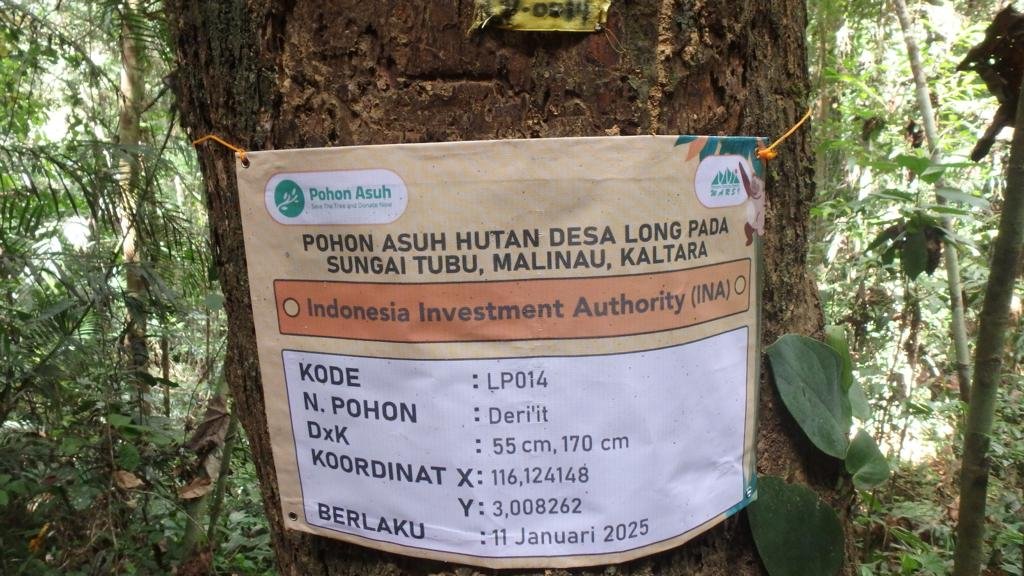 Pohon Asuh
Save The Tree and Donate Now!
WARSI
POHON ASUH HUTAN DESA LONG PADA
SUNGAI TUBU, MALINAU, KALTARA
Indonesia Investment Authority (INA)
KODE : LP014
N. POHON : Deri'it
DxK : 55 cm, 170 cm
KOORDINAT X : 116,124148
Y : 3,008262
BERLAKU : 11 Januari 2025